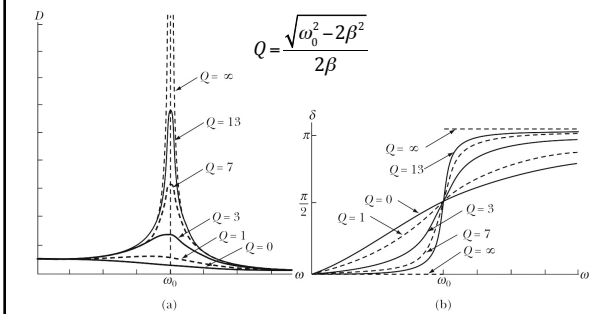 D
Q = √(ω₀² − 2β²) / 2β
Q = ∞
Q = 13
Q = 7
Q = 3
Q = 1
Q = 0
ω₀
ω
(a)
δ
π
π/2
Q = ∞
Q = 13
Q = 0
Q = 1
Q = 3
Q = 7
Q = ∞
ω₀
ω
(b)